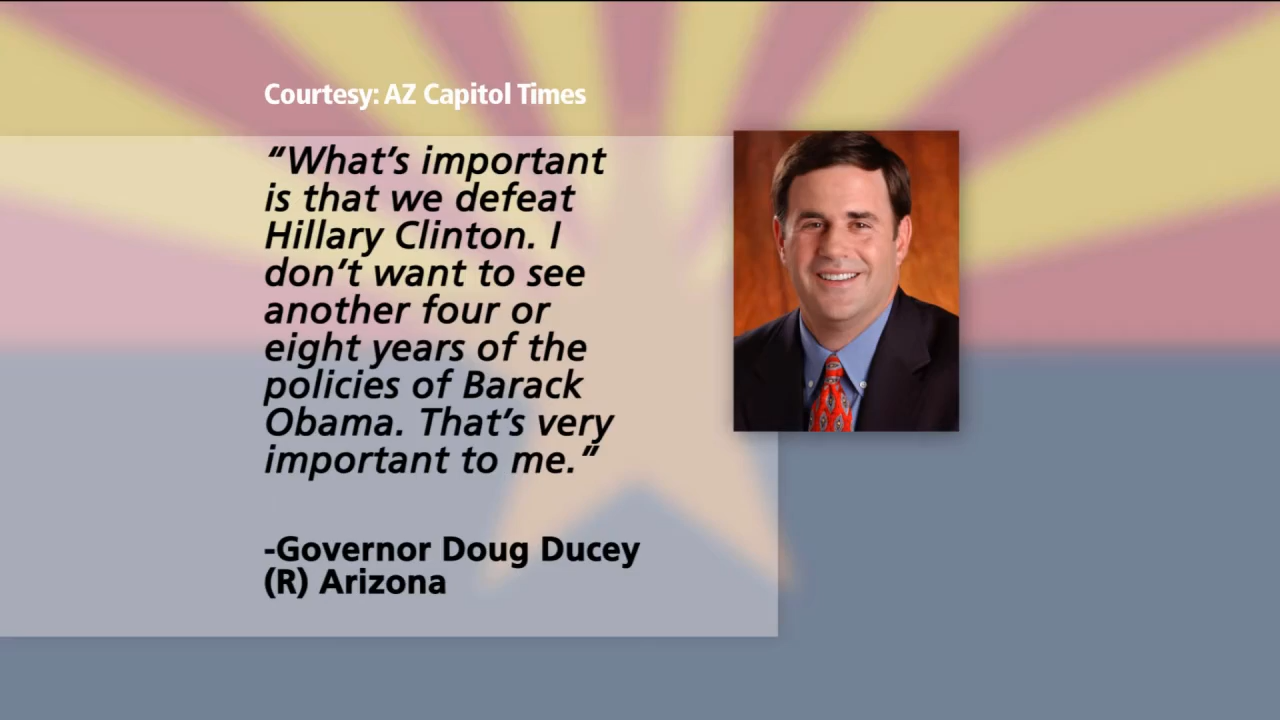 Courtesy: AZ Capitol Times
“What’s important
is that we defeat
Hillary Clinton. I
don’t want to see
another four or
eight years of the
policies of Barack
Obama. That’s very
important to me.”
-Governor Doug Ducey
(R) Arizona